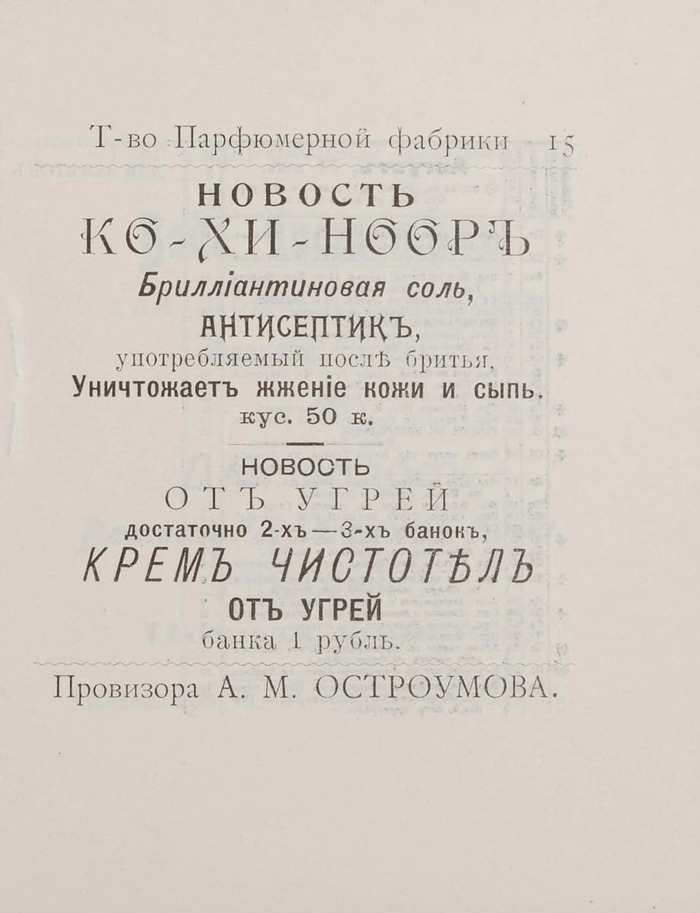 Т-во Парфюмерной фабрики 15
НОВОСТЬ
КО-ХИ-НООРЪ
Брилліантиновая соль,
АНТИСЕПТИКЪ,
употребляемый послѣ бритья,
Уничтожаетъ жженіе кожи и сыпь.
кус. 50 к.
НОВОСТЬ
ОТЪ УГРЕЙ
достаточно 2-хъ—3-хъ банокъ,
КРЕМЪ ЧИСТОТѢЛЪ
ОТЪ УГРЕЙ
банка 1 рубль.
Провизора А. М. ОСТРОУМОВА.